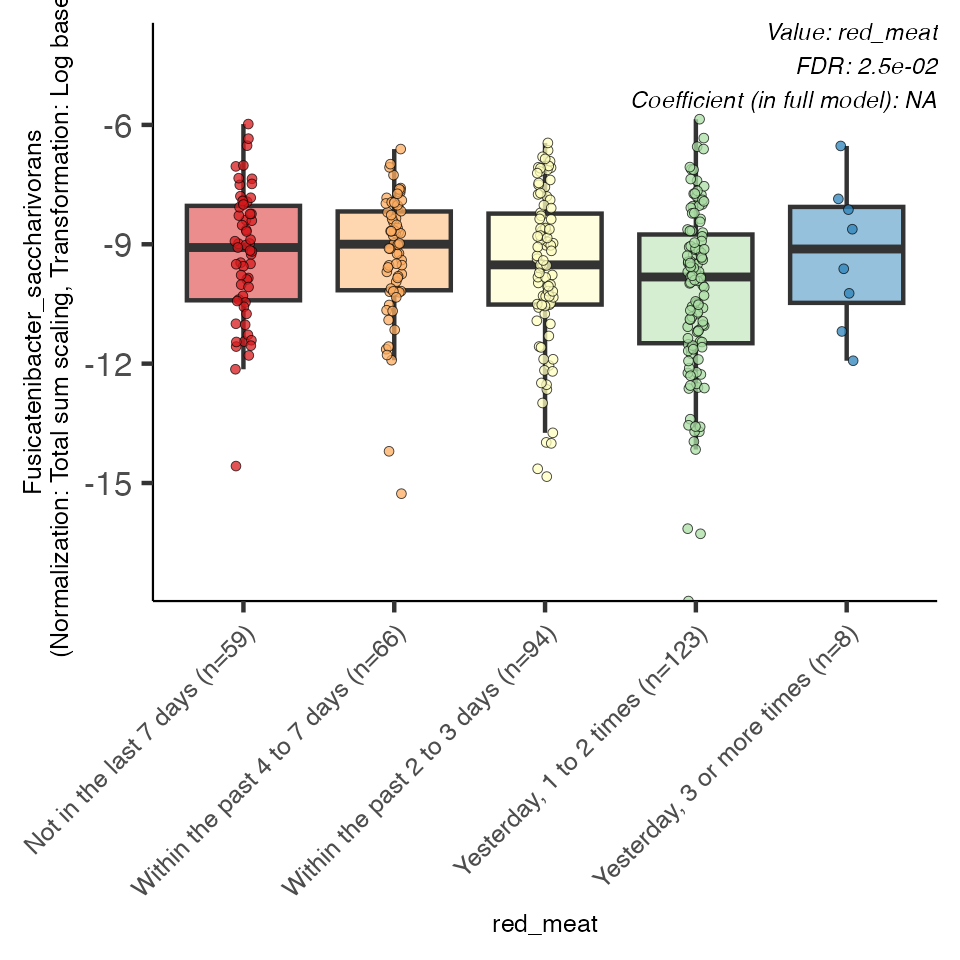 Value: red_meat
FDR: 2.5e-02
Coefficient (in full model): NA
Fusicatenibacter_saccharivorans
(Normalization: Total sum scaling, Transformation: Log base
-6
-9
-12
-15
Not in the last 7 days (n=59)
Within the past 4 to 7 days (n=66)
Within the past 2 to 3 days (n=94)
Yesterday, 1 to 2 times (n=123)
Yesterday, 3 or more times (n=8)
red_meat